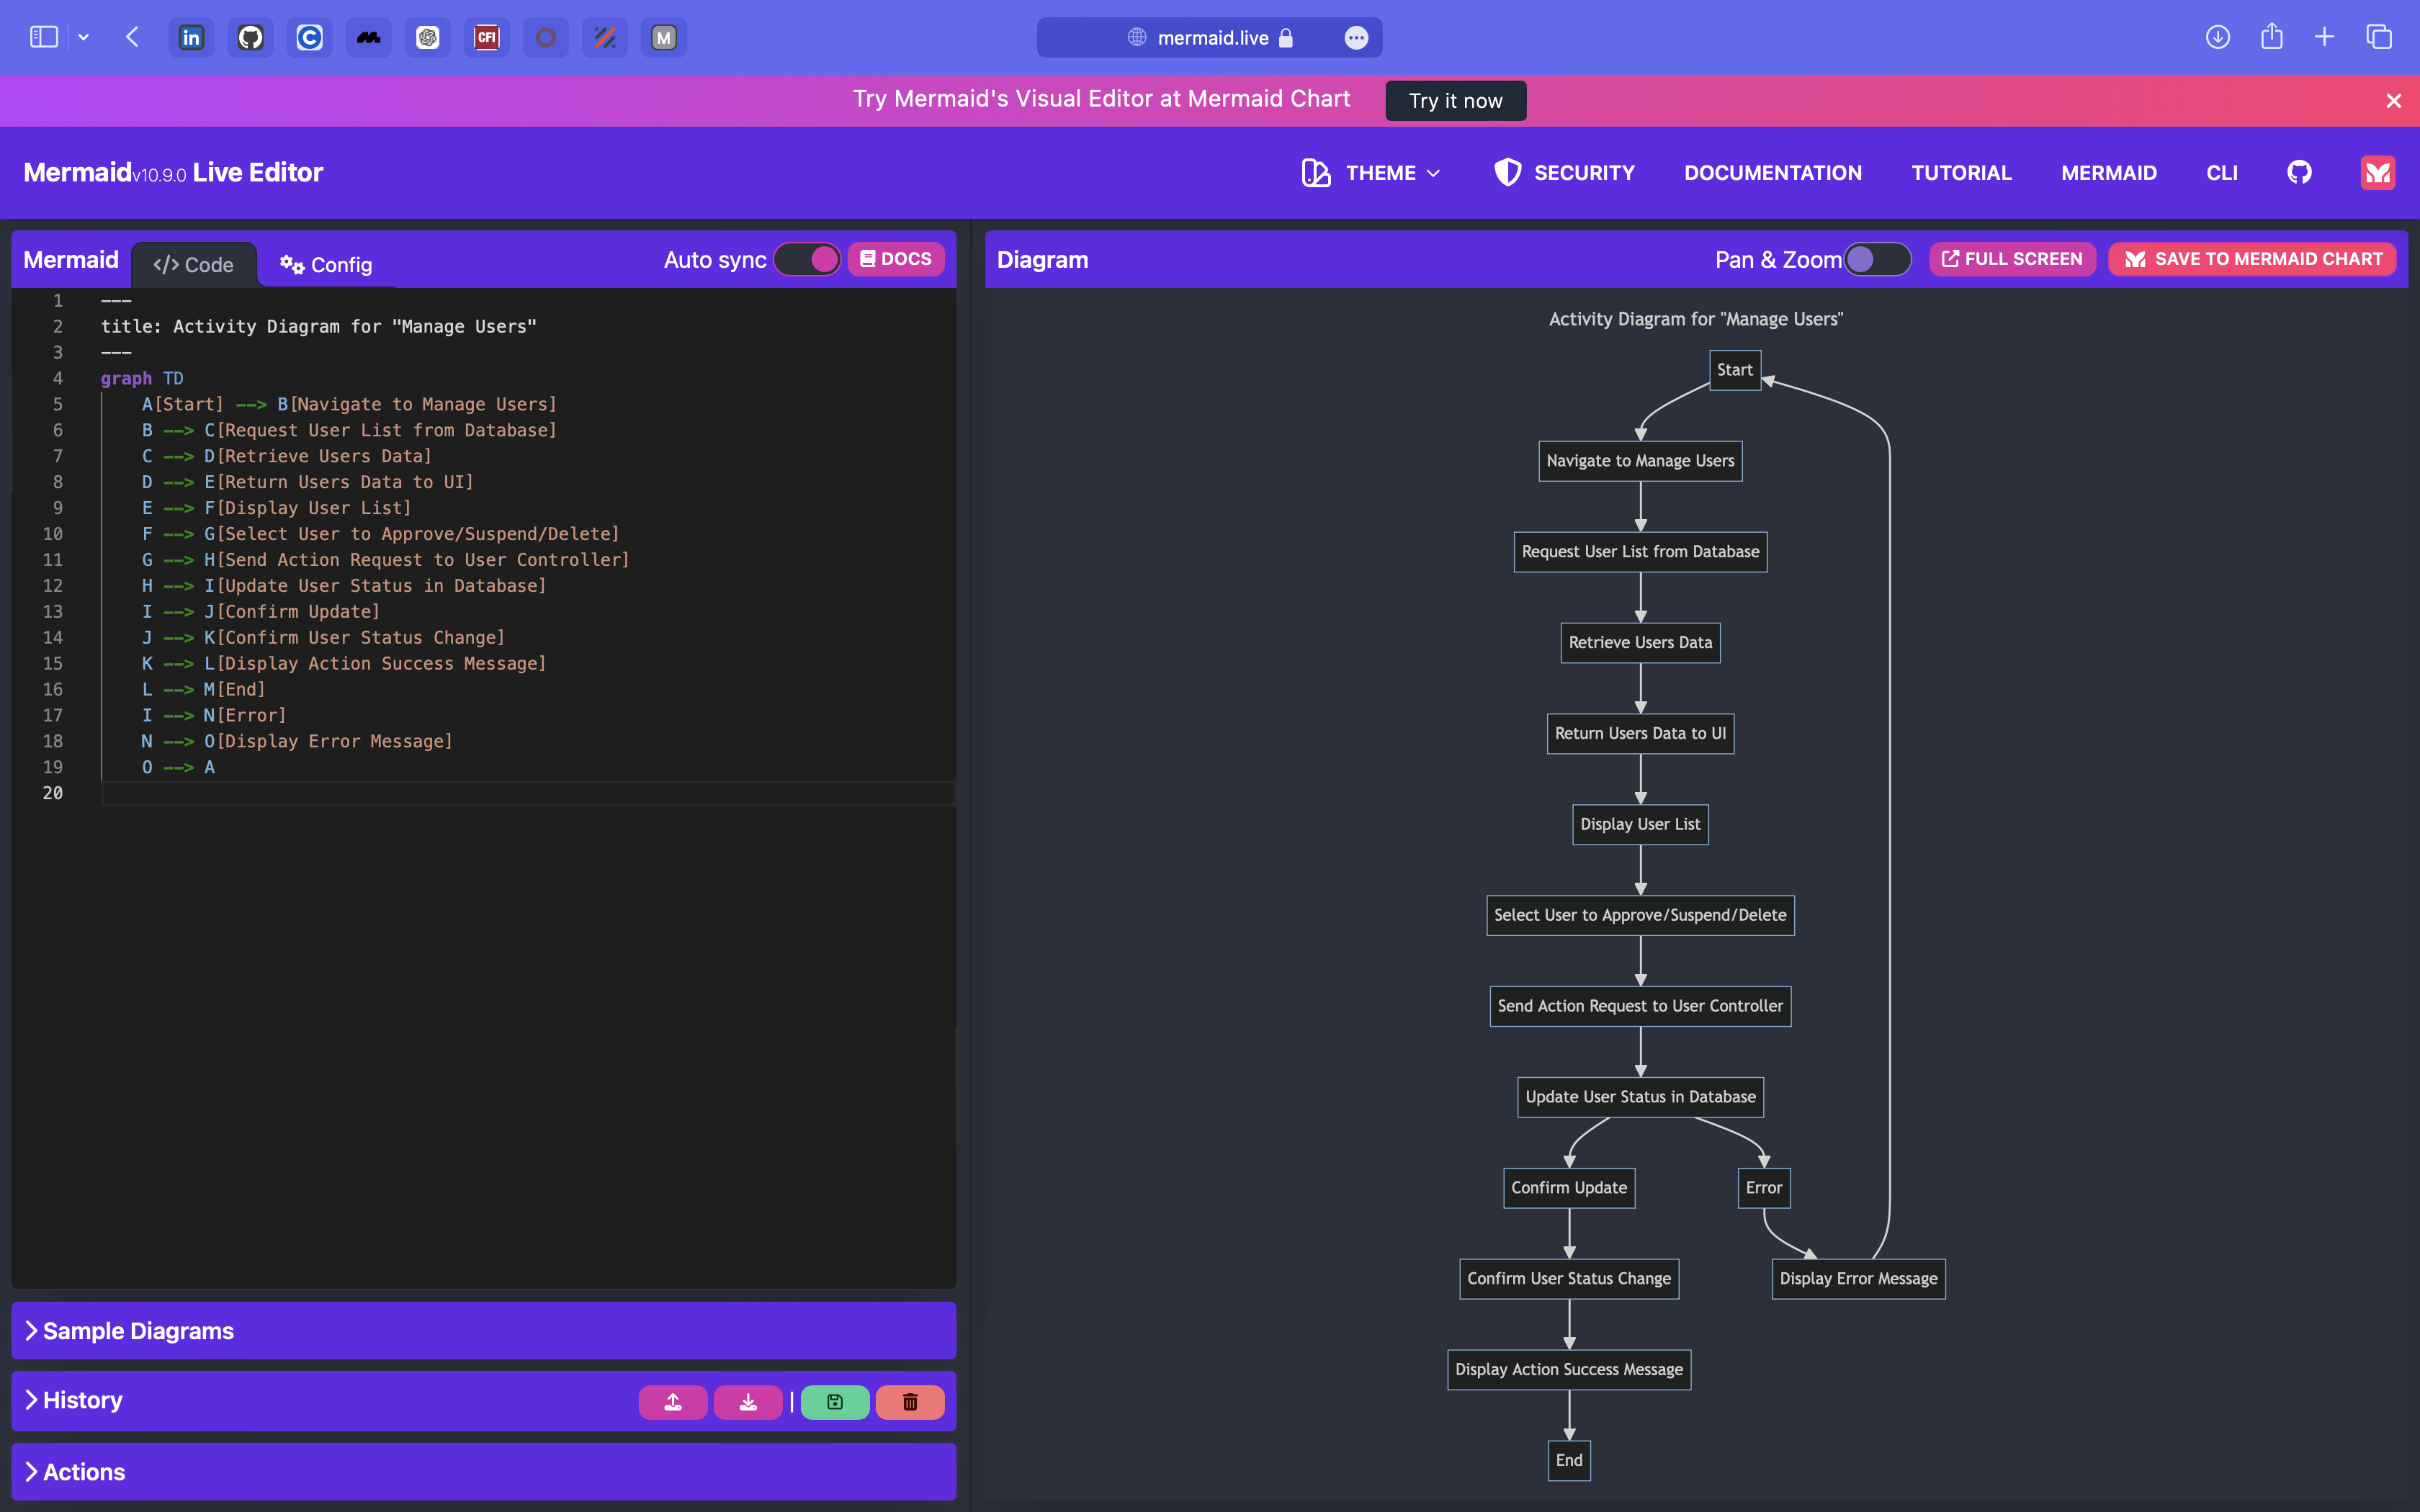 in
C
CFI
M
mermaid.live
Try Mermaid's Visual Editor at Mermaid Chart
Try it now
Mermaidv10.9.0 Live Editor
THEME
SECURITY
DOCUMENTATION
TUTORIAL
MERMAID
CLI
Mermaid
</> Code
Config
Auto sync
DOCS
1 ---
2 title: Activity Diagram for "Manage Users"
3 ---
4 graph TD
5 A[Start] --> B[Navigate to Manage Users]
6 B --> C[Request User List from Database]
7 C --> D[Retrieve Users Data]
8 D --> E[Return Users Data to UI]
9 E --> F[Display User List]
10 F --> G[Select User to Approve/Suspend/Delete]
11 G --> H[Send Action Request to User Controller]
12 H --> I[Update User Status in Database]
13 I --> J[Confirm Update]
14 J --> K[Confirm User Status Change]
15 K --> L[Display Action Success Message]
16 L --> M[End]
17 I --> N[Error]
18 N --> O[Display Error Message]
19 O --> A
20
Sample Diagrams
History
Actions
Diagram
Pan & Zoom
FULL SCREEN
SAVE TO MERMAID CHART
Activity Diagram for "Manage Users"
Start
Navigate to Manage Users
Request User List from Database
Retrieve Users Data
Return Users Data to UI
Display User List
Select User to Approve/Suspend/Delete
Send Action Request to User Controller
Update User Status in Database
Confirm Update
Error
Confirm User Status Change
Display Error Message
Display Action Success Message
End